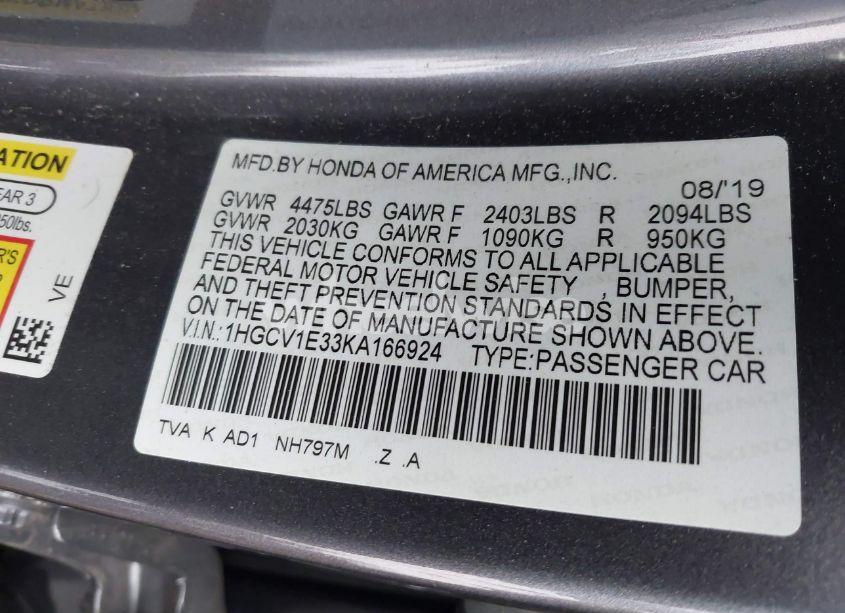 MFD.BY HONDA OF AMERICA MFG.,INC.
08/'19
GVWR 4475LBS GAWR F 2403LBS R 2094LBS
GVWR 2030KG GAWR F 1090KG R 950KG
THIS VEHICLE CONFORMS TO ALL APPLICABLE
FEDERAL MOTOR VEHICLE SAFETY , BUMPER,
AND THEFT PREVENTION STANDARDS IN EFFECT
ON THE DATE OF MANUFACTURE SHOWN ABOVE.
V.I.N.:1HGCV1E33KA166924 TYPE:PASSENGER CAR
TVA K AD1 NH797M .Z .A
VE